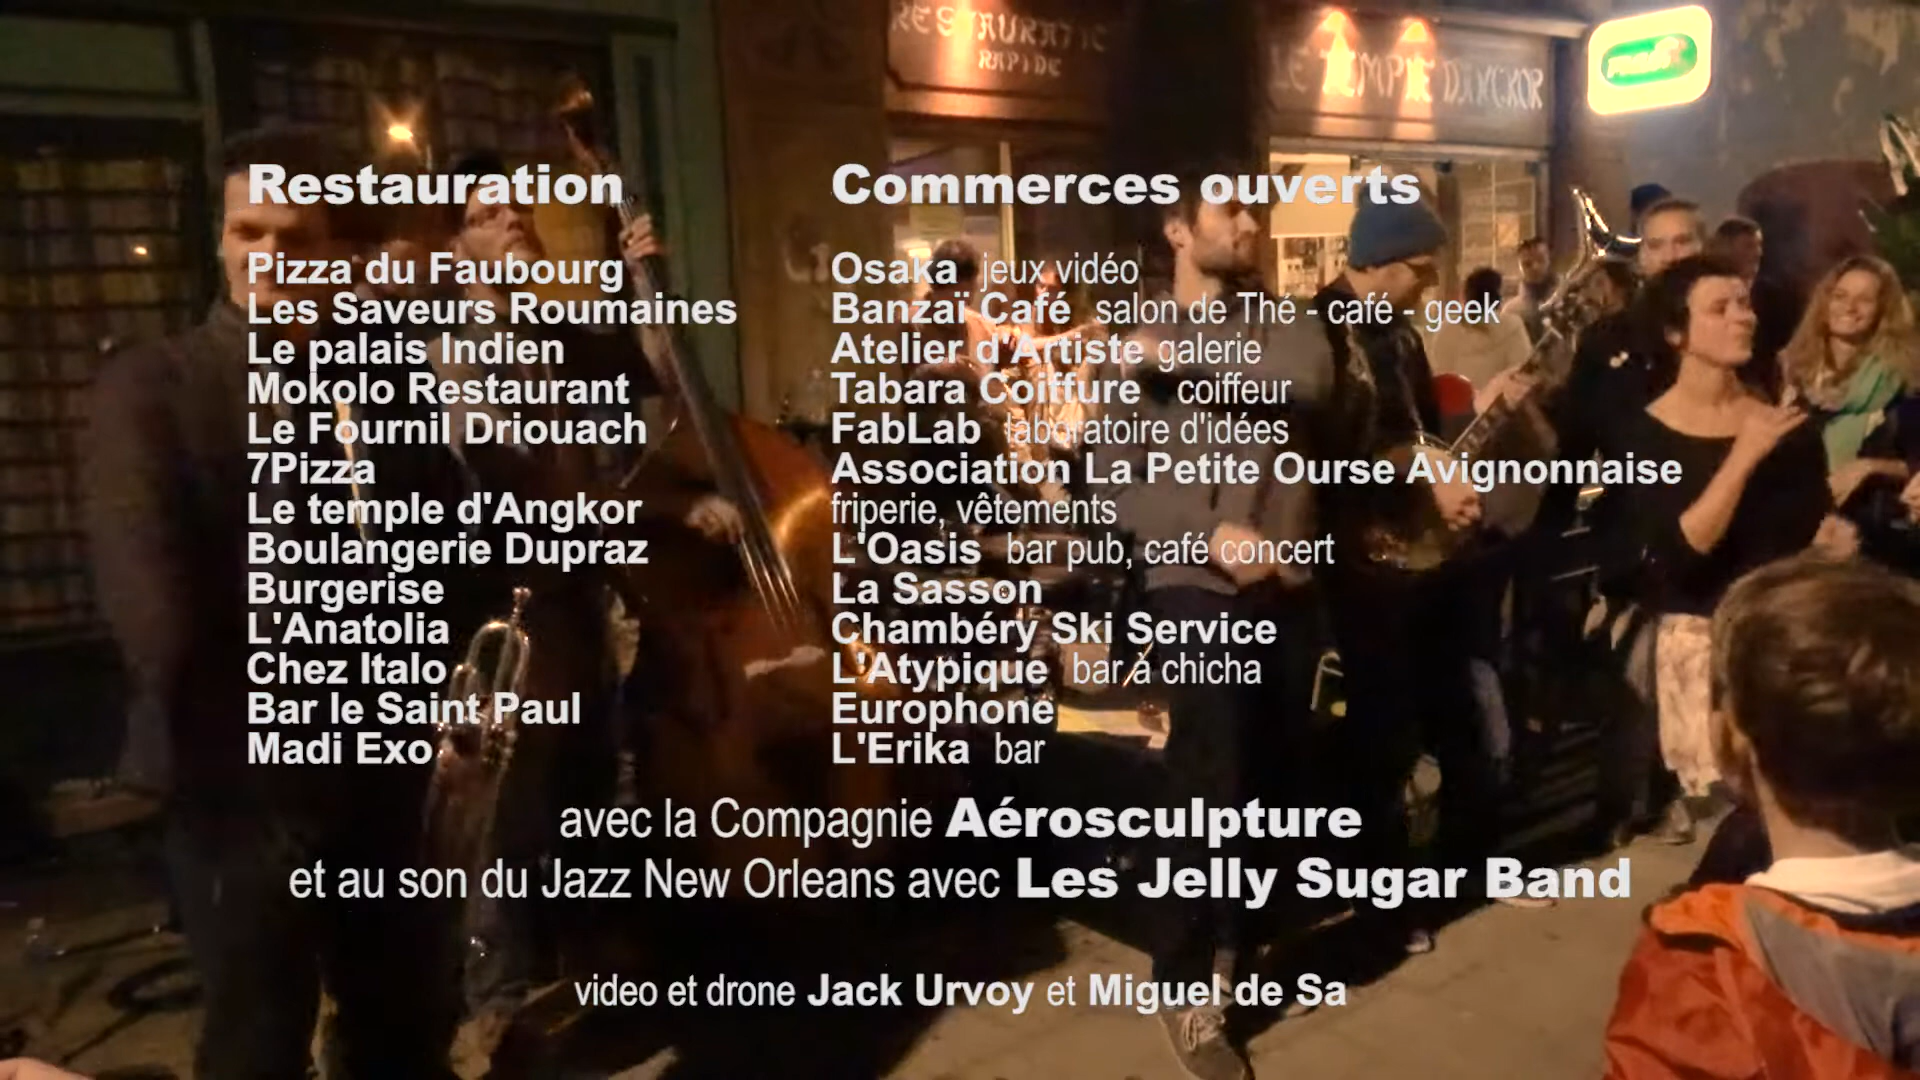 RESTAURATIO
RAPIDE
LE TEMPLE D'ANGKOR
Restauration
Pizza du Faubourg
Les Saveurs Roumaines
Le palais Indien
Mokolo Restaurant
Le Fournil Driouach
7Pizza
Le temple d'Angkor
Boulangerie Dupraz
Burgerise
L'Anatolia
Chez Italo
Bar le Saint Paul
Madi Exo
Commerces ouverts
Osaka jeux vidéo
Banzaï Café salon de Thé - café - geek
Atelier d'Artiste galerie
Tabara Coiffure coiffeur
FabLab laboratoire d'idées
Association La Petite Ourse Avignonnaise
friperie, vêtements
L'Oasis bar pub, café concert
La Sasson
Chambéry Ski Service
L'Atypique bar à chicha
Europhone
L'Erika bar
avec la Compagnie Aérosculpture
et au son du Jazz New Orleans avec Les Jelly Sugar Band
video et drone Jack Urvoy et Miguel de Sa